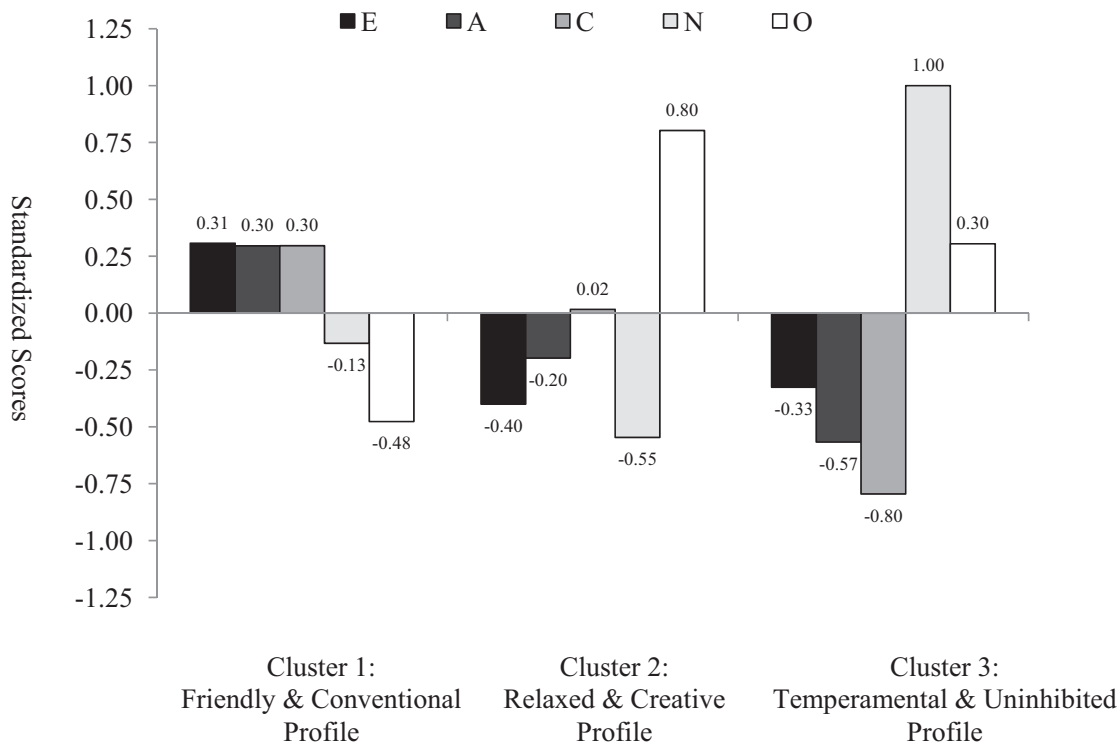 E A C N O
1.25
1.00
0.75
0.50
0.25
0.00
-0.25
-0.50
-0.75
-1.00
-1.25
Standardized Scores
0.31 0.30 0.30 -0.13 -0.48
-0.40 -0.20 0.02 -0.55 0.80
-0.33 -0.57 -0.80 1.00 0.30
Cluster 1:
Friendly & Conventional
Profile
Cluster 2:
Relaxed & Creative
Profile
Cluster 3:
Temperamental & Uninhibited
Profile